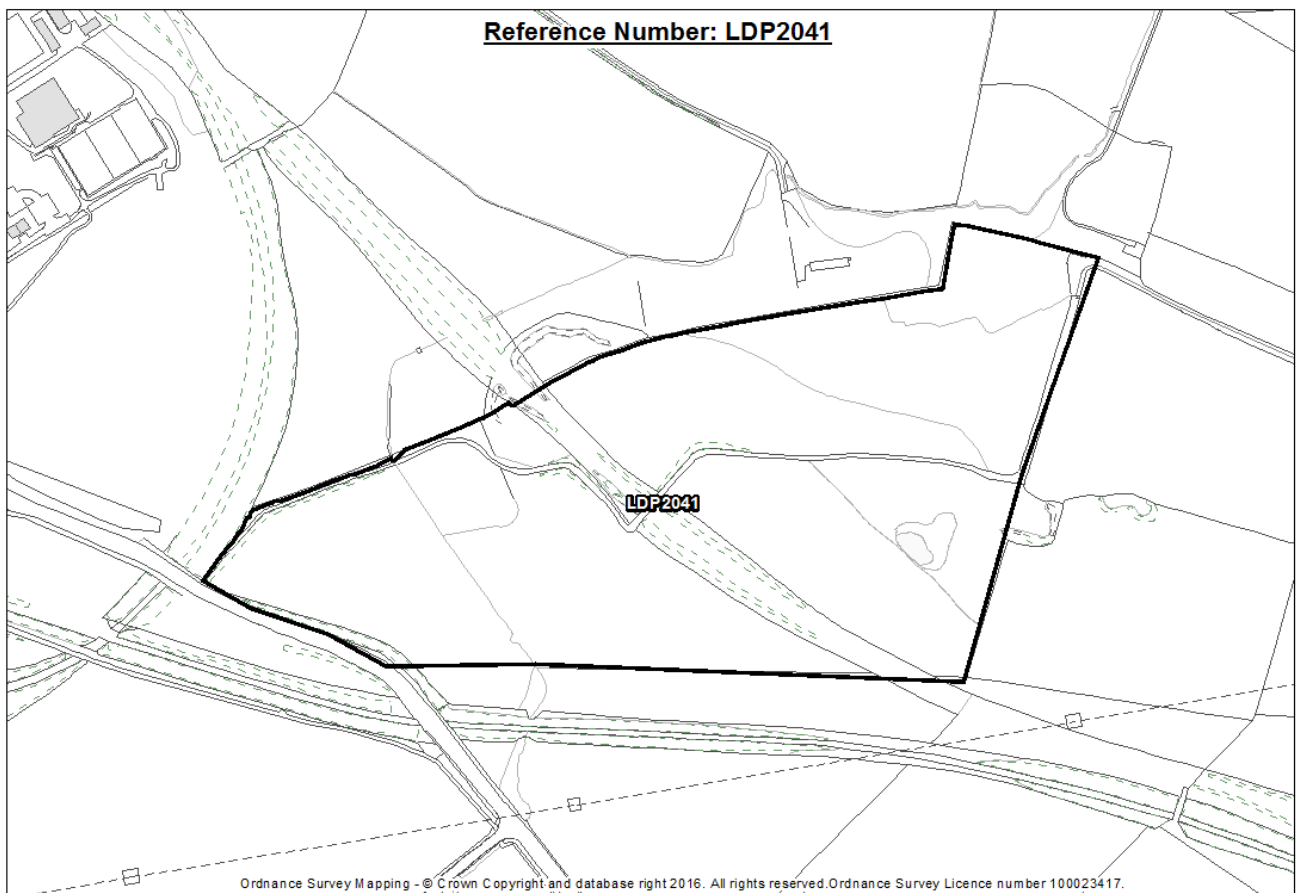 Reference Number: LDP2041
LDP2041
Ordnance Survey Mapping - © Crown Copyright and database right 2016. All rights reserved.Ordnance Survey Licence number 100023417.